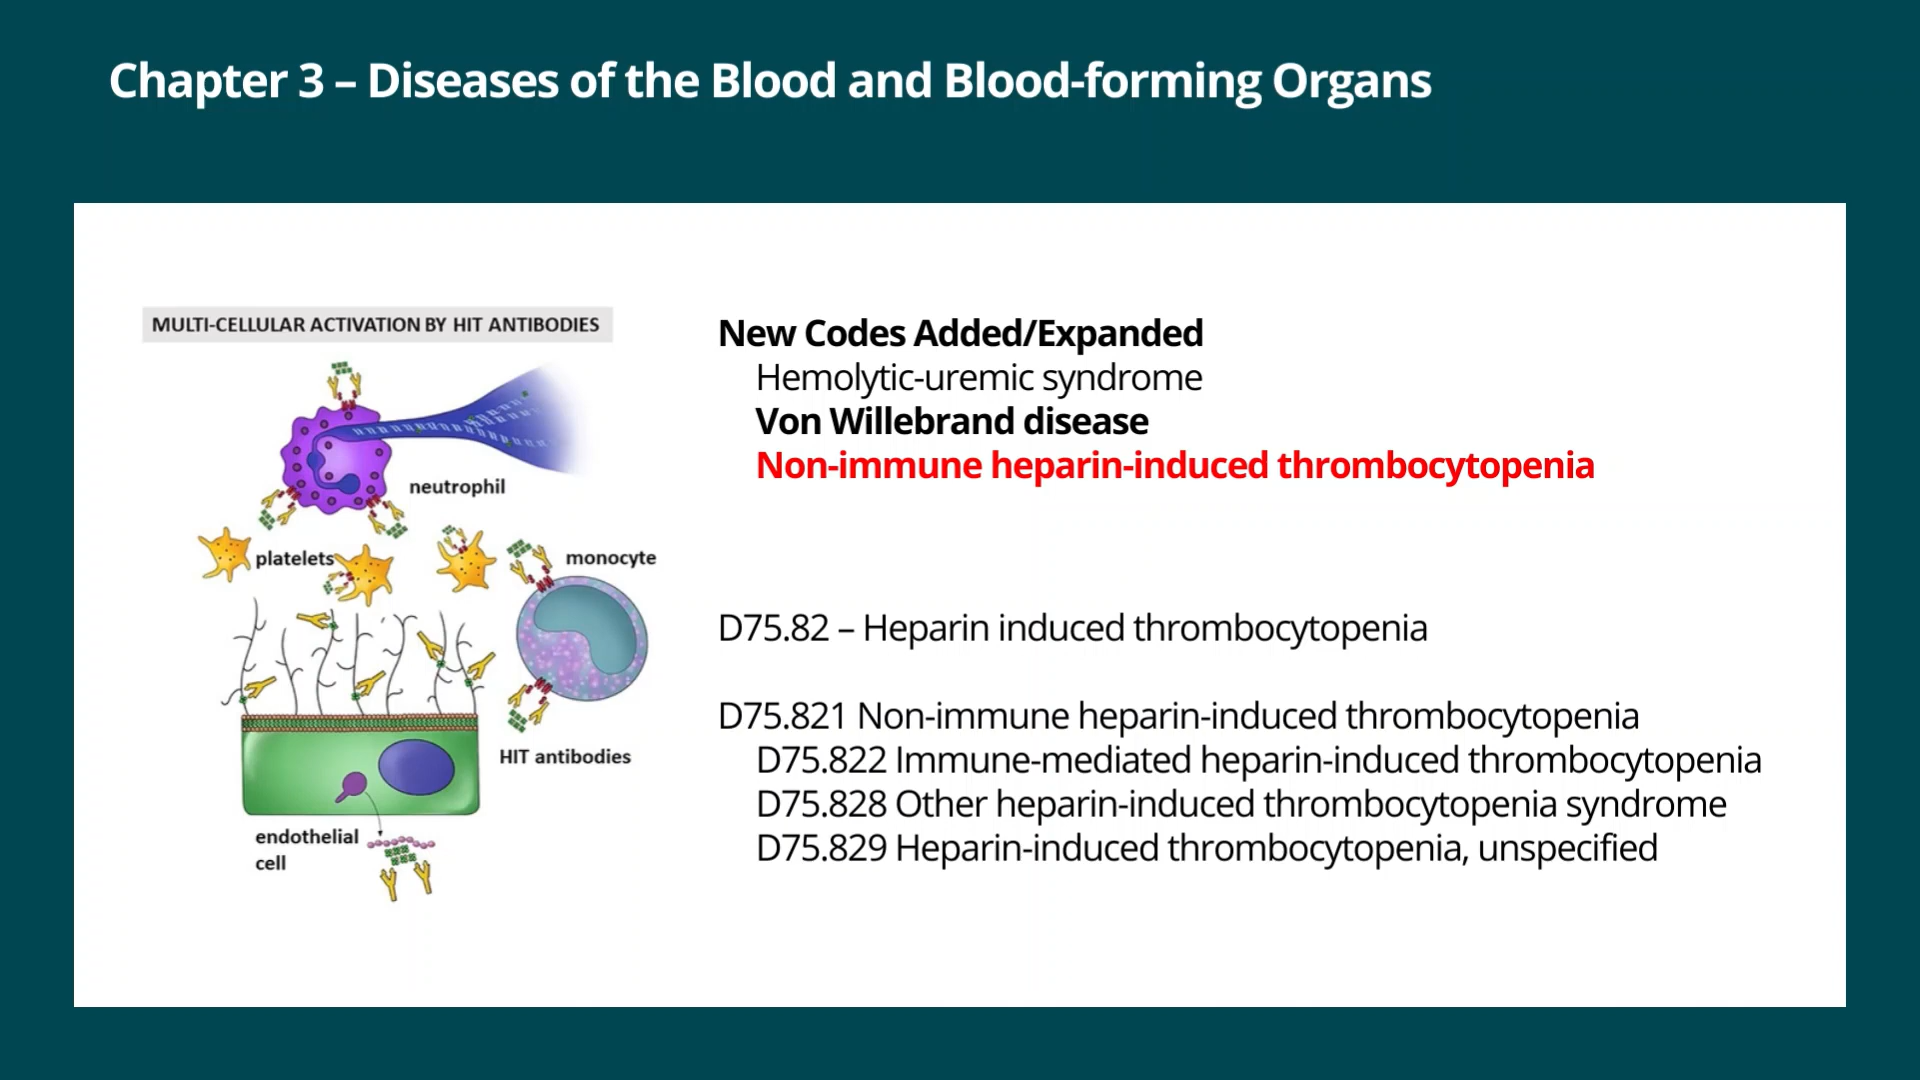 Chapter 3 – Diseases of the Blood and Blood-forming Organs
MULTI-CELLULAR ACTIVATION BY HIT ANTIBODIES
neutrophil
platelets
monocyte
HIT antibodies
endothelial
cell
New Codes Added/Expanded
Hemolytic-uremic syndrome
Von Willebrand disease
Non-immune heparin-induced thrombocytopenia
D75.82 – Heparin induced thrombocytopenia
D75.821 Non-immune heparin-induced thrombocytopenia
D75.822 Immune-mediated heparin-induced thrombocytopenia
D75.828 Other heparin-induced thrombocytopenia syndrome
D75.829 Heparin-induced thrombocytopenia, unspecified